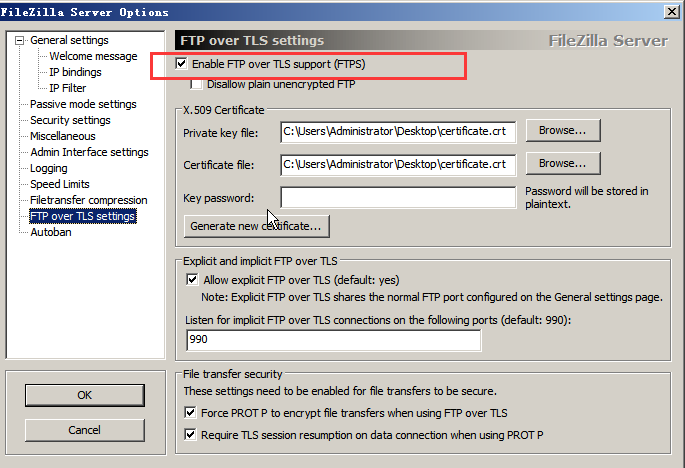 FileZilla Server Options
General settings
Welcome message
IP bindings
IP Filter
Passive mode settings
Security settings
Miscellaneous
Admin Interface settings
Logging
Speed Limits
Filetransfer compression
FTP over TLS settings
Autoban
OK
Cancel
FTP over TLS settings
FileZilla Server
Enable FTP over TLS support (FTPS)
Disallow plain unencrypted FTP
X.509 Certificate
Private key file: C:\Users\Administrator\Desktop\certificate.crt Browse...
Certificate file: C:\Users\Administrator\Desktop\certificate.crt Browse...
Key password: Password will be stored in
plaintext.
Generate new certificate...
Explicit and implicit FTP over TLS
Allow explicit FTP over TLS (default: yes)
Note: Explicit FTP over TLS shares the normal FTP port configured on the General settings page.
Listen for implicit FTP over TLS connections on the following ports (default: 990):
990
File transfer security
These settings need to be enabled for file transfers to be secure.
Force PROT P to encrypt file transfers when using FTP over TLS
Require TLS session resumption on data connection when using PROT P